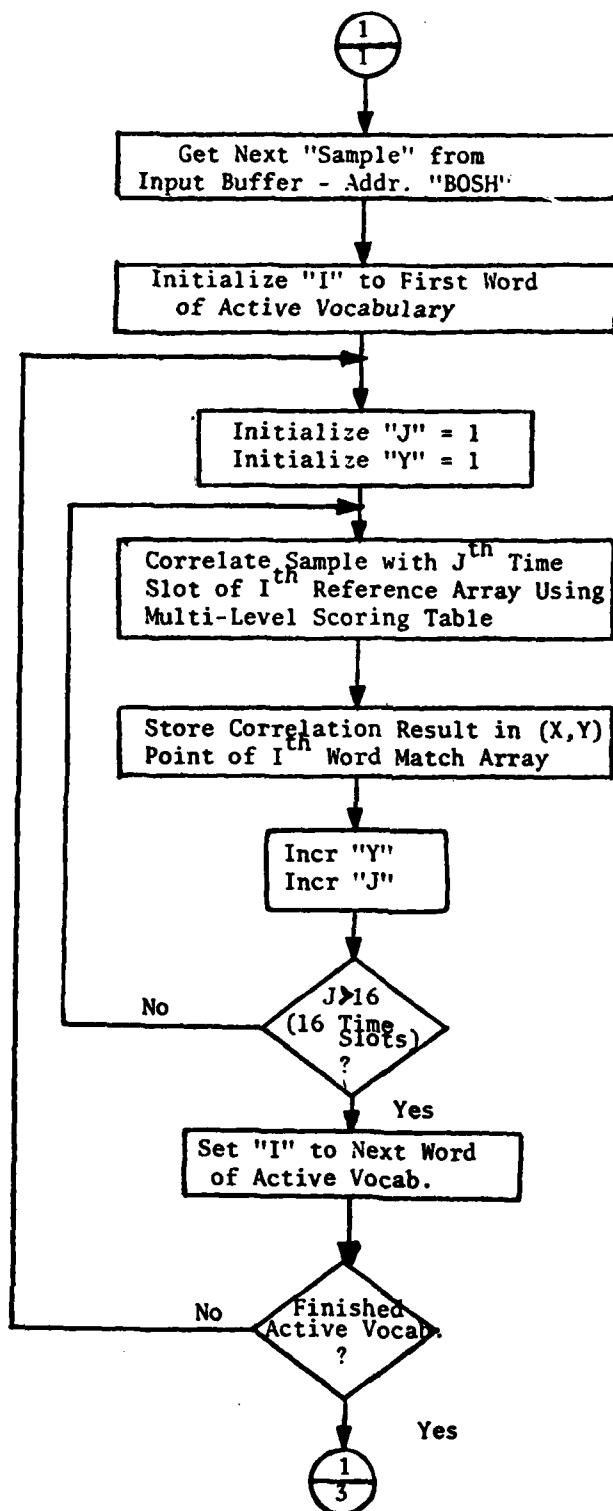 1
1
Get Next "Sample" from
Input Buffer - Addr. "BOSH"
Initialize "I" to First Word
of Active Vocabulary
Initialize "J" = 1
Initialize "Y" = 1
Correlate Sample with Jth Time
Slot of Ith Reference Array Using
Multi-Level Scoring Table
Store Correlation Result in (X,Y)
Point of Ith Word Match Array
Incr "Y"
Incr "J"
J>16
(16 Time
Slots)
?
No
Yes
Set "I" to Next Word
of Active Vocab.
Finished
Active Vocab.
?
No
Yes
1
3